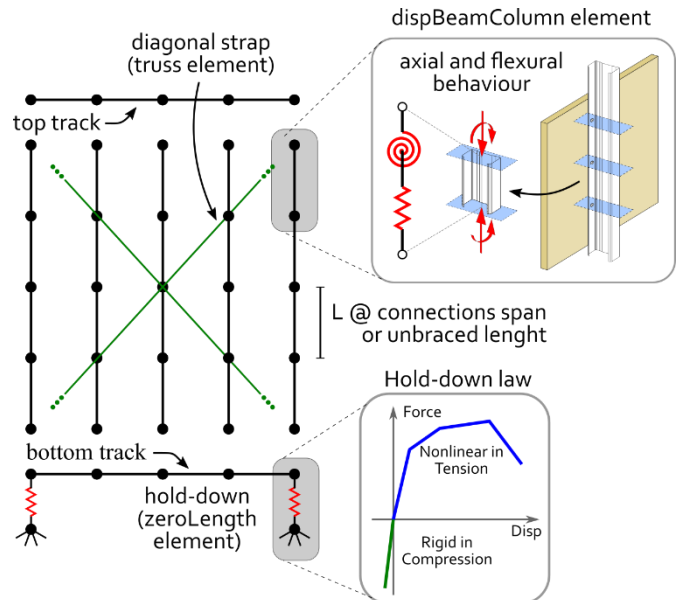 dispBeamColumn element
diagonal strap
(truss element)
axial and flexural
behaviour
top track
L @ connections span
or unbraced lenght
Hold-down law
Force
Nonlinear in
Tension
Disp
Rigid in
Compression
bottom track
hold-down
(zeroLength
element)